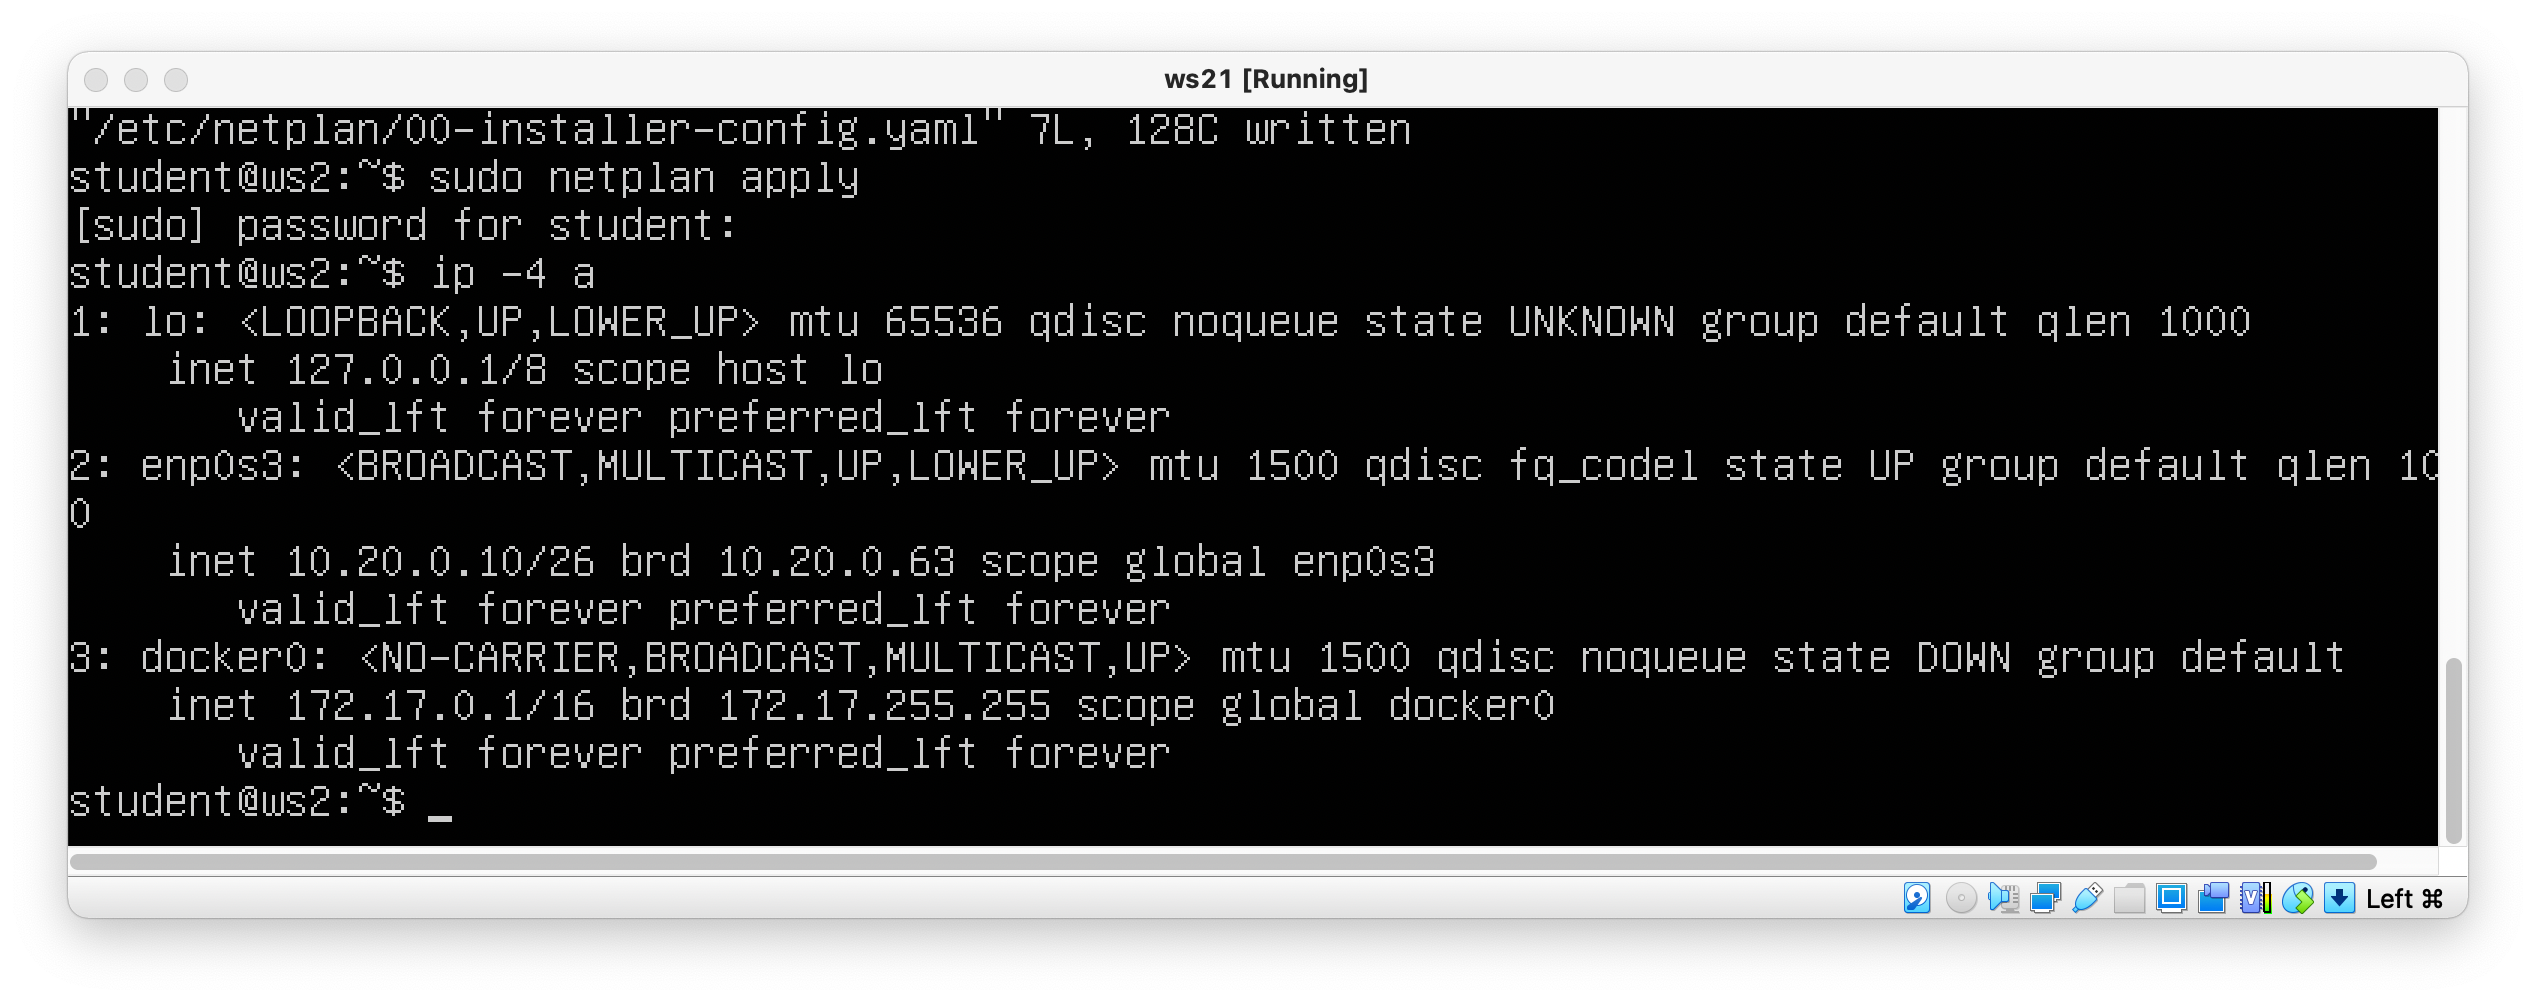 ws21 [Running]
"/etc/netplan/00-installer-config.yaml" 7L, 128C written
student@ws2:~$ sudo netplan apply
[sudo] password for student:
student@ws2:~$ ip -4 a
1: lo: <LOOPBACK,UP,LOWER_UP> mtu 65536 qdisc noqueue state UNKNOWN group default qlen 1000
    inet 127.0.0.1/8 scope host lo
       valid_lft forever preferred_lft forever
2: enp0s3: <BROADCAST,MULTICAST,UP,LOWER_UP> mtu 1500 qdisc fq_codel state UP group default qlen 10
0
    inet 10.20.0.10/26 brd 10.20.0.63 scope global enp0s3
       valid_lft forever preferred_lft forever
3: docker0: <NO-CARRIER,BROADCAST,MULTICAST,UP> mtu 1500 qdisc noqueue state DOWN group default
    inet 172.17.0.1/16 brd 172.17.255.255 scope global docker0
       valid_lft forever preferred_lft forever
student@ws2:~$ _
Left ⌘